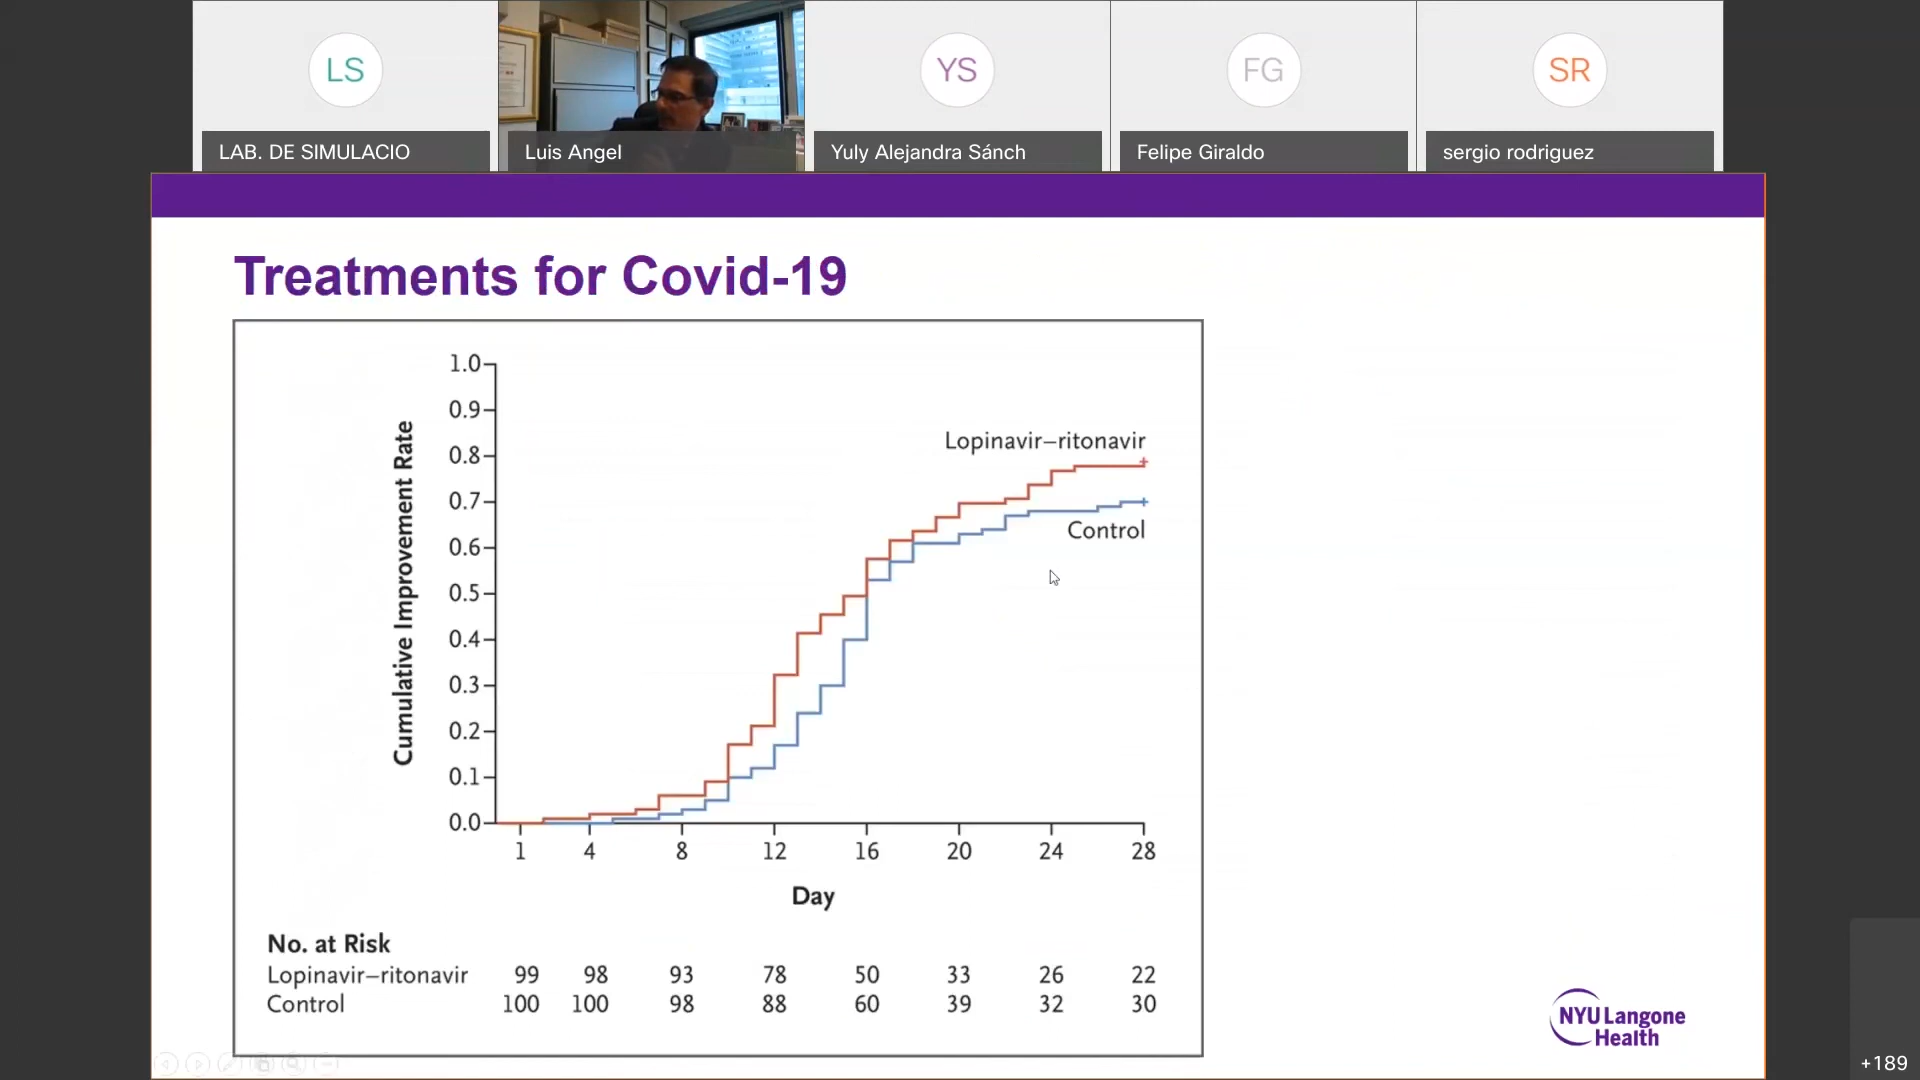 LS
YS
FG
SR
LAB. DE SIMULACIO
Luis Angel
Yuly Alejandra Sánch
Felipe Giraldo
sergio rodriguez
Treatments for Covid-19
1.0
0.9
0.8
0.7
0.6
0.5
0.4
0.3
0.2
0.1
0.0
Cumulative Improvement Rate
Lopinavir–ritonavir
Control
1 4 8 12 16 20 24 28
Day
No. at Risk
Lopinavir–ritonavir 99 98 93 78 50 33 26 22
Control 100 100 98 88 60 39 32 30
NYU Langone
Health
+189